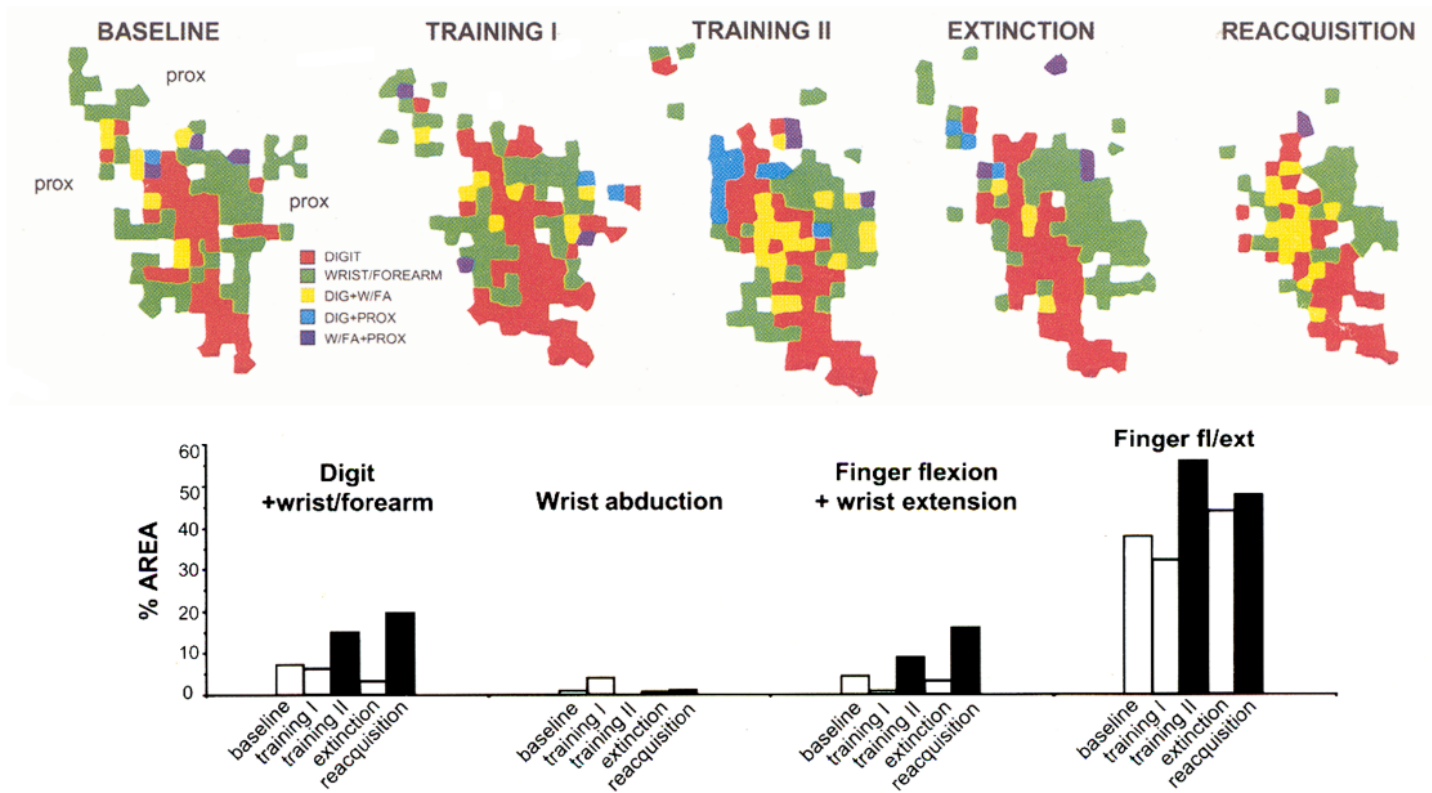 BASELINE
TRAINING I
TRAINING II
EXTINCTION
REACQUISITION
prox
prox
prox
DIGIT
WRIST/FOREARM
DIG+W/FA
DIG+PROX
W/FA+PROX
% AREA
60
50
40
30
20
10
0
Digit
+wrist/forearm
Wrist abduction
Finger flexion
+ wrist extension
Finger fl/ext
baseline
training I
training II
extinction
reacquisition
baseline
training I
training II
extinction
reacquisition
baseline
training I
training II
extinction
reacquisition
baseline
training I
training II
extinction
reacquisition